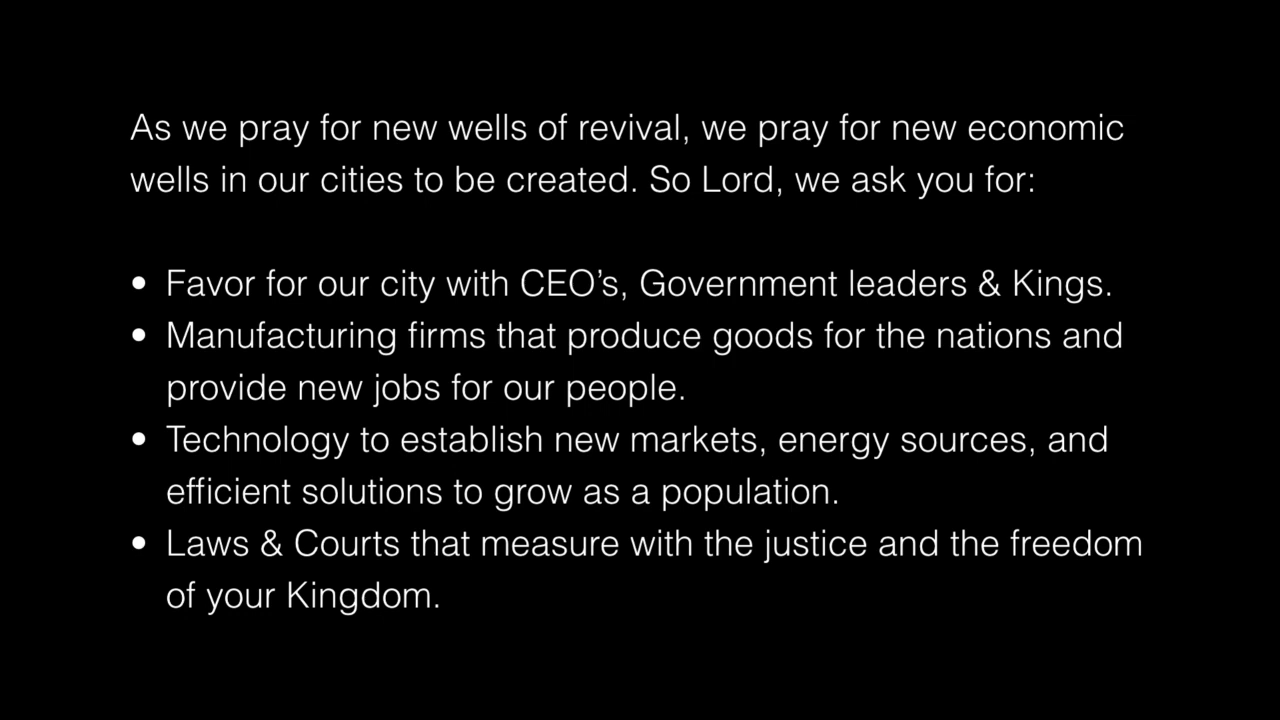 As we pray for new wells of revival, we pray for new economic
wells in our cities to be created. So Lord, we ask you for:
• Favor for our city with CEO’s, Government leaders & Kings.
• Manufacturing firms that produce goods for the nations and
provide new jobs for our people.
• Technology to establish new markets, energy sources, and
efficient solutions to grow as a population.
• Laws & Courts that measure with the justice and the freedom
of your Kingdom.